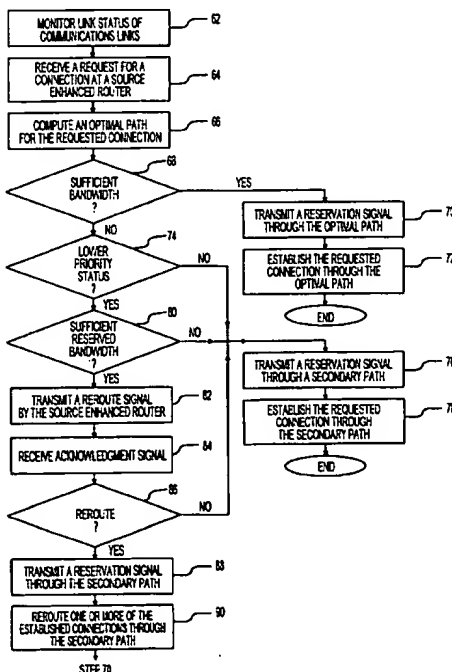 MONITOR LINK STATUS OF
COMMUNICATIONS LINKS
62
RECEIVE A REQUEST FOR A
CONNECTION AT A SOURCE
ENHANCED ROUTER
64
COMPUTE AN OPTIMAL PATH
FOR THE REQUESTED CONNECTION
66
SUFFICIENT
BANDWIDTH
?
68
YES
NO
TRANSMIT A RESERVATION SIGNAL
THROUGH THE OPTIMAL PATH
ESTABLISH THE REQUESTED
CONNECTION THROUGH THE
OPTIMAL PATH
END
LOWER
PRIORITY
STATUS
?
74
NO
YES
SUFFICIENT
RESERVED
BANDWIDTH
?
80
NO
YES
TRANSMIT A RESERVATION SIGNAL
THROUGH A SECONDARY PATH
ESTABLISH THE REQUESTED
CONNECTION THROUGH
THE SECONDARY PATH
END
TRANSMIT A REROUTE SIGNAL
BY THE SOURCE ENHANCED ROUTER
82
RECEIVE ACKNOWLEDGMENT SIGNAL
84
REROUTE
?
86
NO
YES
TRANSMIT A RESERVATION SIGNAL
THROUGH THE SECONDARY PATH
REROUTE ONE OR MORE OF THE
ESTABLISHED CONNECTIONS THROUGH
THE SECONDARY PATH
90